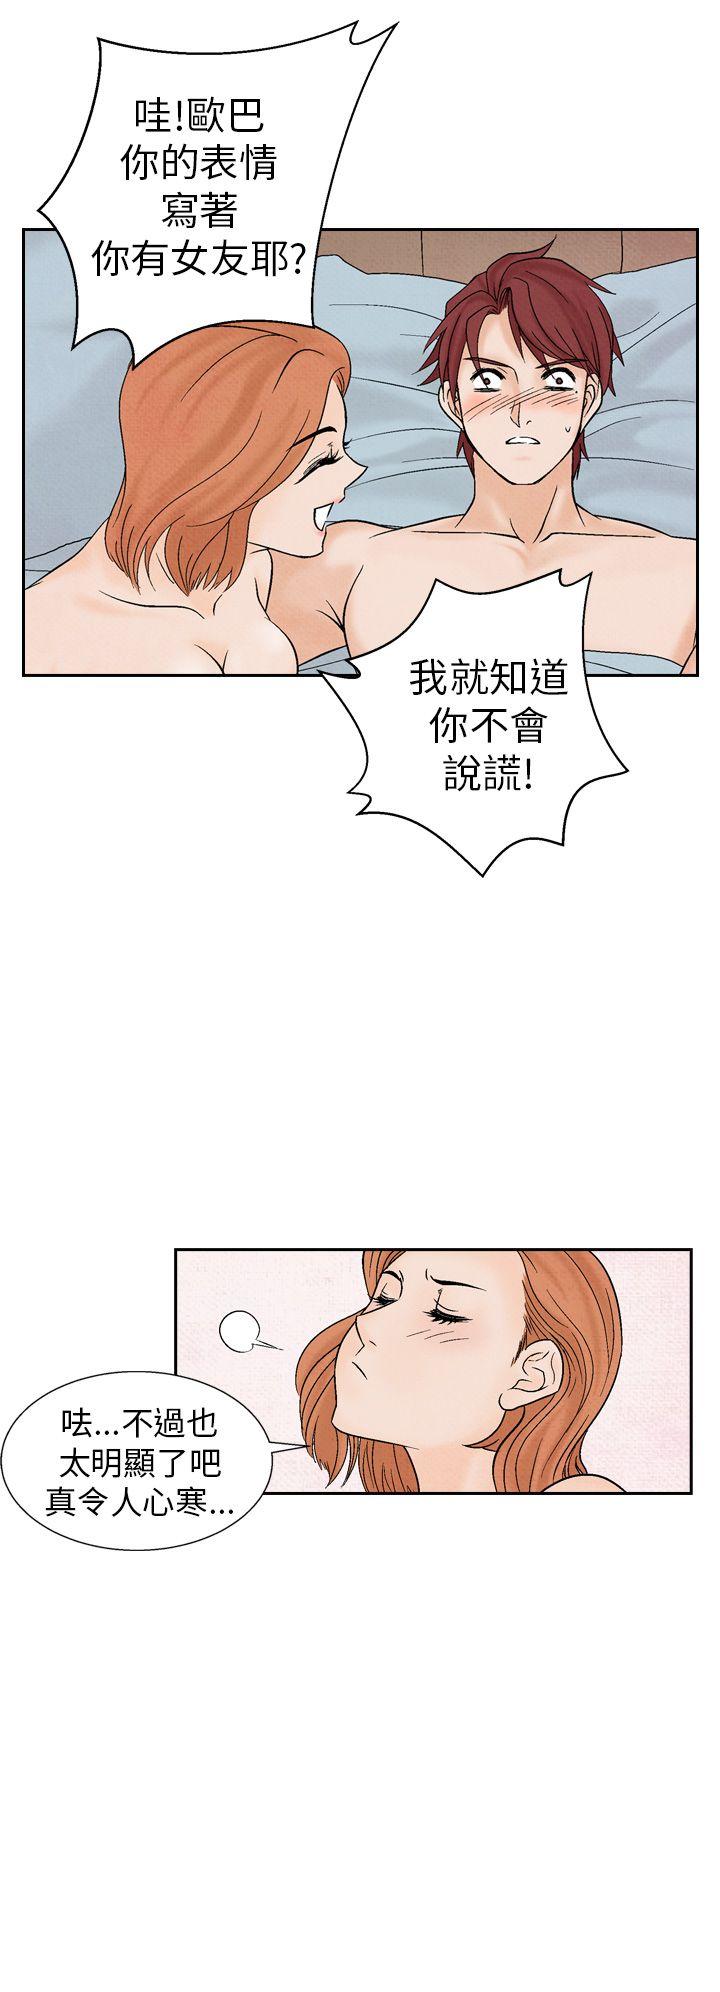 哇!歐巴
你的表情
寫著
你有女友耶?
我就知道
你不會
說謊!
呿...不過也
太明顯了吧
真令人心寒...